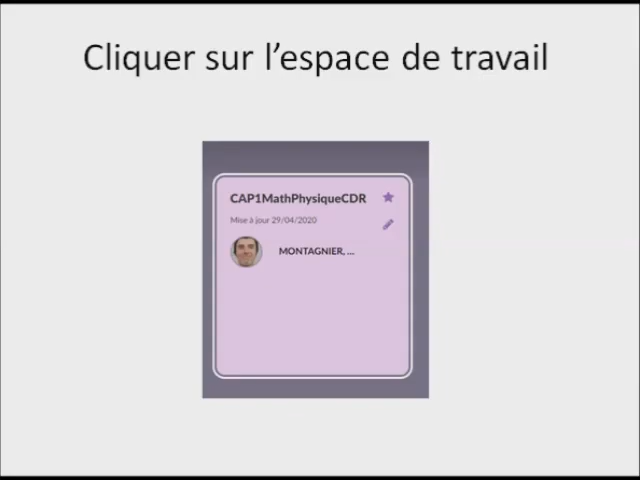 Cliquer sur l’espace de travail
CAP1MathPhysiqueCDR
Mise à jour 29/04/2020
MONTAGNIER, ...